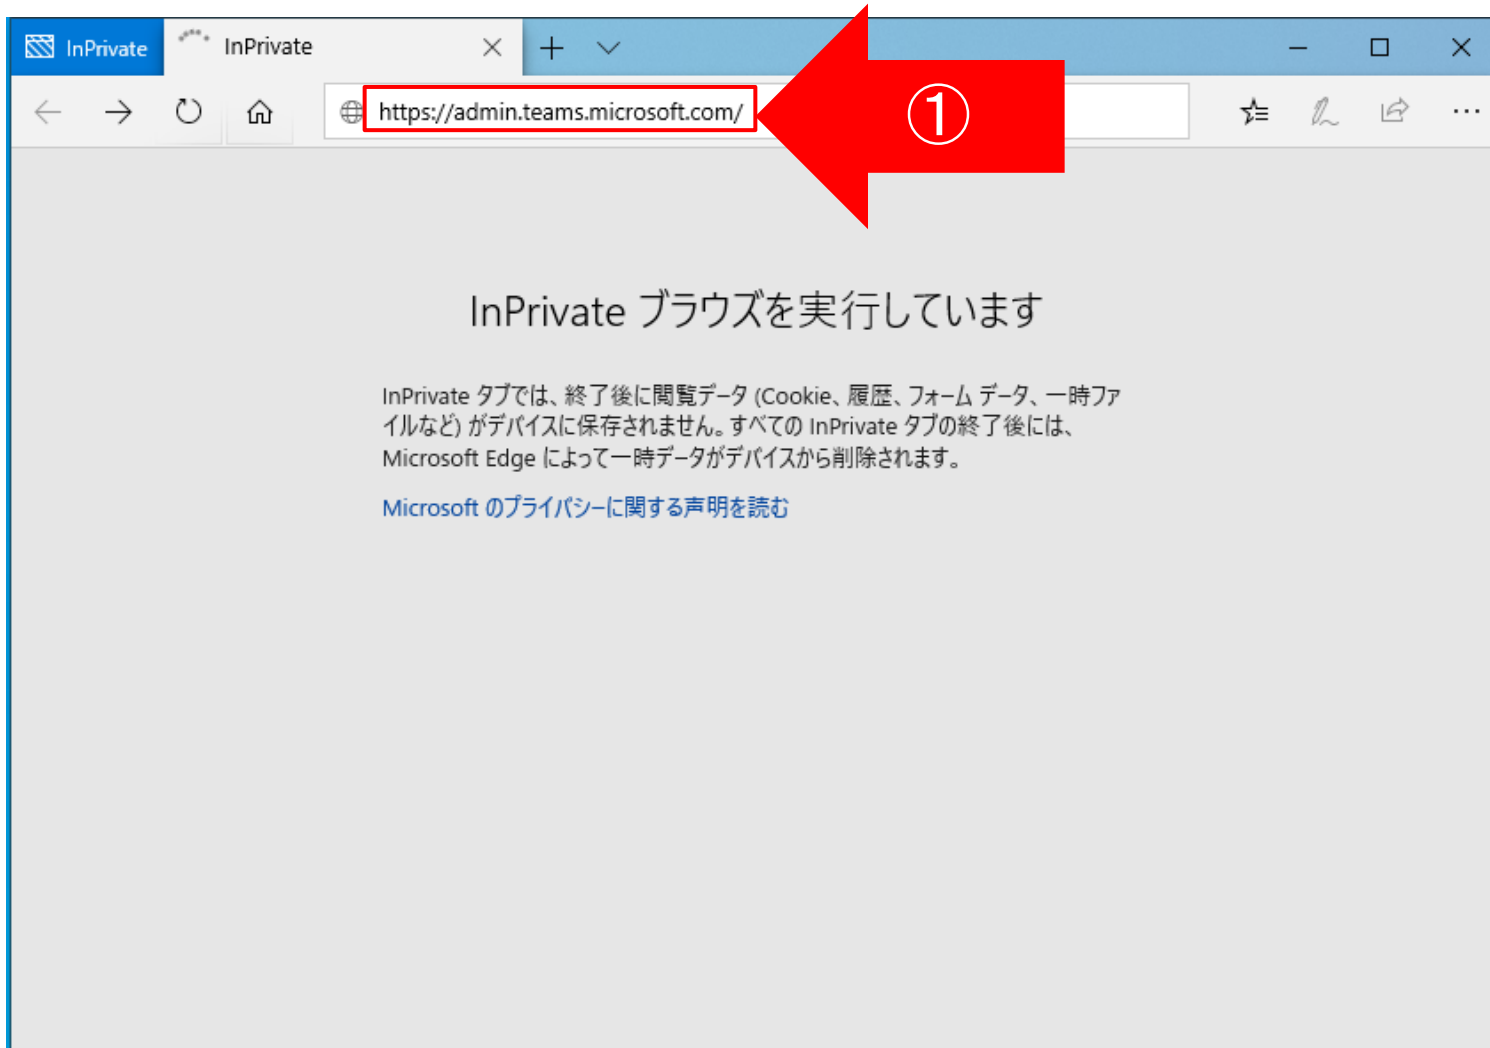 InPrivate
InPrivate
https://admin.teams.microsoft.com/
①
InPrivate ブラウズを実行しています
InPrivate タブでは、終了後に閲覧データ (Cookie、履歴、フォーム データ、一時ファ
イルなど) がデバイスに保存されません。すべての InPrivate タブの終了後には、
Microsoft Edge によって一時データがデバイスから削除されます。
Microsoft のプライバシーに関する声明を読む